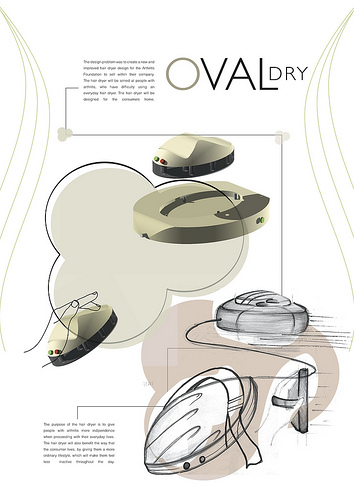 The design problem was to create a new and
improved hair dryer design for the Arthritis
Foundation to sell within their company.
The hair dryer will be aimed at people with
arthritis, who have difficulty using an
everyday hair dryer. The hair dryer will be
designed for the consumers home.
OVALDRY
The purpose of the hair dryer is to give
people with arthritis more independence
when proceeding with their everyday lives.
The hair dryer will also benefit the way that
the consumer lives, by giving them a more
independent lifestyle, which will make them feel
less inactive throughout the day.